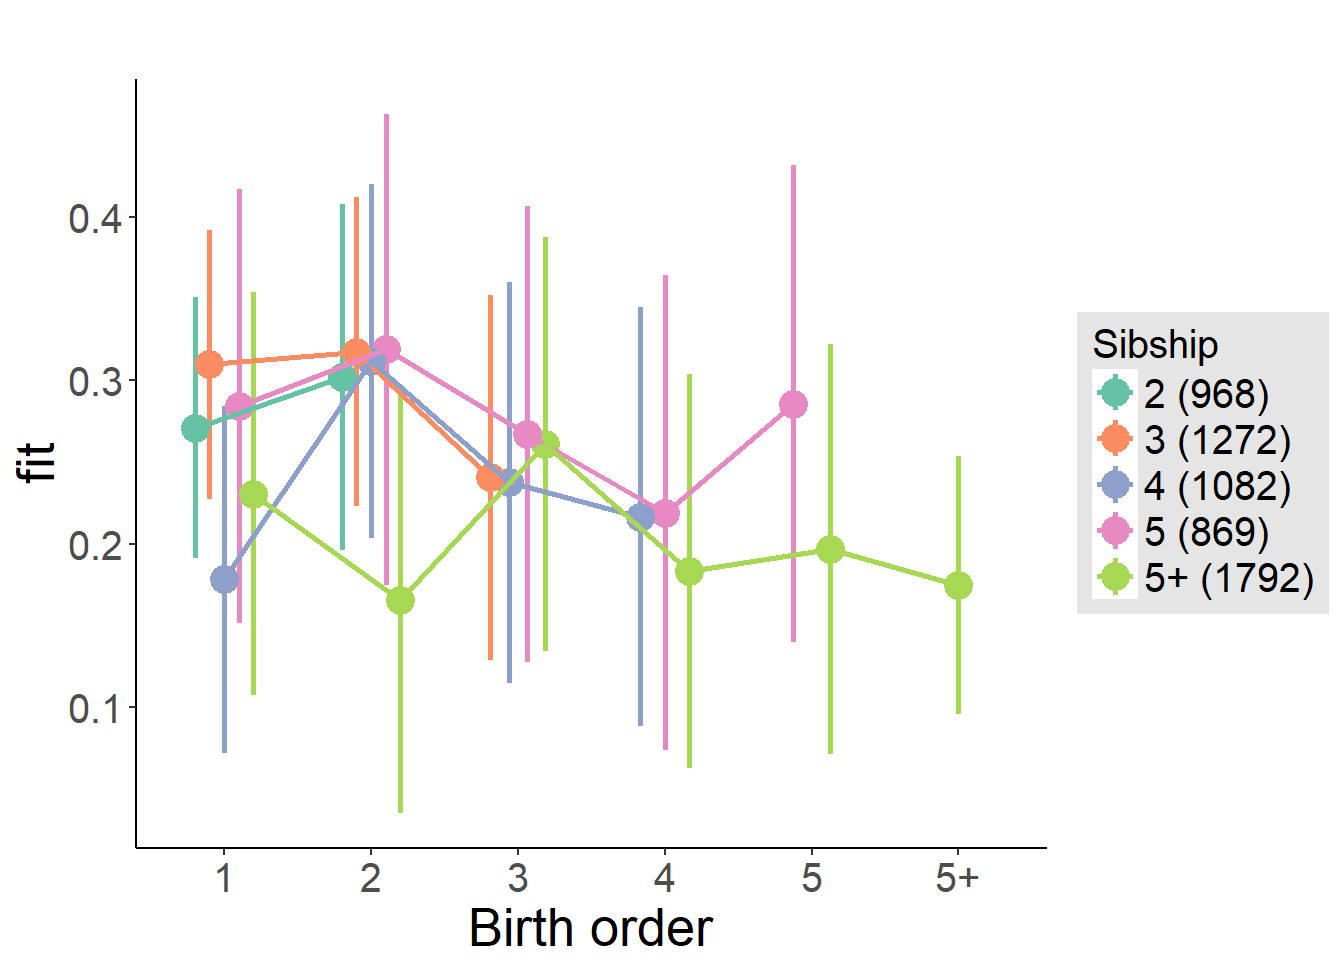 fit
0.4
0.3
0.2
0.1
1 2 3 4 5 5+
Birth order
Sibship
2 (968)
3 (1272)
4 (1082)
5 (869)
5+ (1792)